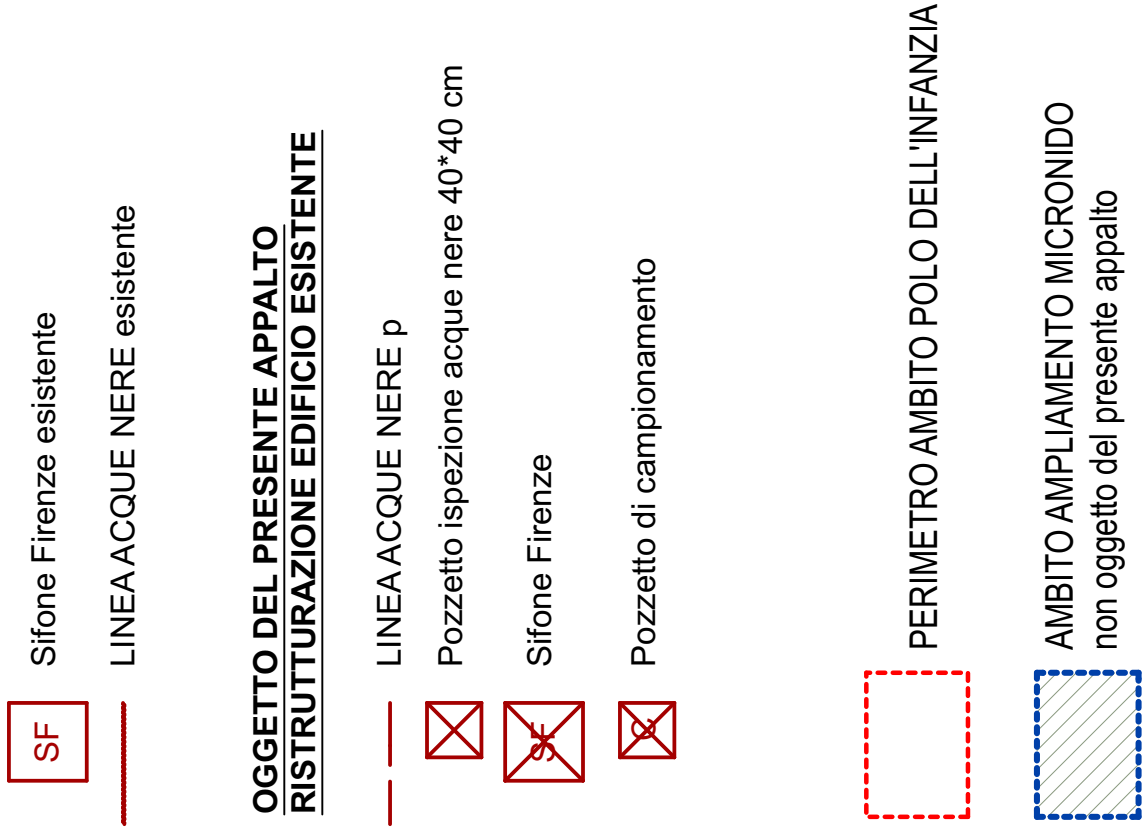 SF
Sifone Firenze esistente
LINEA ACQUE NERE esistente
OGGETTO DEL PRESENTE APPALTO
RISTRUTTURAZIONE EDIFICIO ESISTENTE
LINEA ACQUE NERE p
Pozzetto ispezione acque nere 40*40 cm
SF
Sifone Firenze
C
Pozzetto di campionamento
PERIMETRO AMBITO POLO DELL'INFANZIA
AMBITO AMPLIAMENTO MICRONIDO
non oggetto del presente appalto